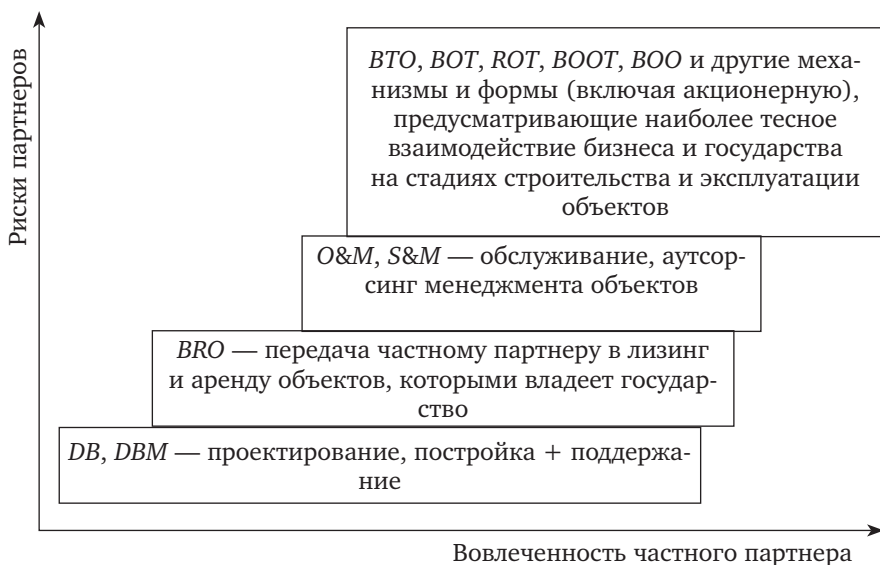 Риски партнеров
BTO, BOT, ROT, BOOT, BOO и другие меха-
низмы и формы (включая акционерную),
предусматривающие наиболее тесное
взаимодействие бизнеса и государства
на стадиях строительства и эксплуатации
объектов
O&M, S&M — обслуживание, аутсор-
синг менеджмента объектов
BRO — передача частному партнеру в лизинг
и аренду объектов, которыми владеет государ-
ство
DB, DBM — проектирование, постройка + поддержа-
ние
Вовлеченность частного партнера